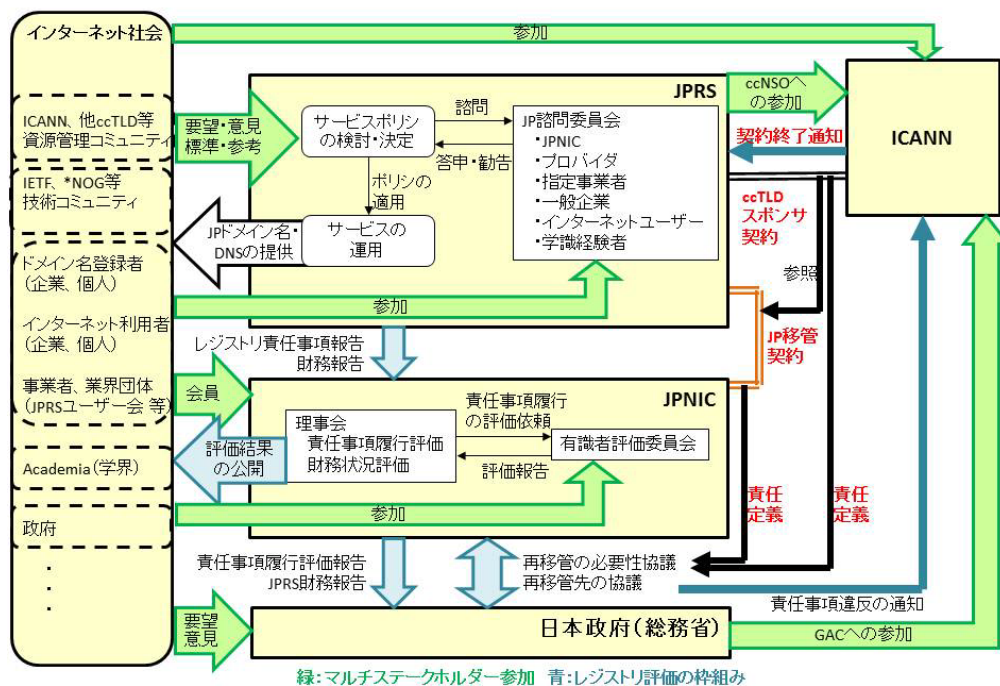 インターネット社会
ICANN、他ccTLD等
資源管理コミュニティ
IETF、*NOG等
技術コミュニティ
ドメイン名登録者
(企業、個人)
インターネット利用者
(企業、個人)
事業者、業界団体
(JPRSユーザー会 等)
Academia(学界)
政府
・
・
・
参加
要望・意見
標準・参考
JPドメイン名・
DNSの提供
参加
JPRS
サービスポリシ
の検討・決定
諮問
答申・勧告
ポリシの
適用
サービスの
運用
JP諮問委員会
・JPNIC
・プロバイダ
・指定事業者
・一般企業
・インターネットユーザー
・学識経験者
ccNSOへ
の参加
契約終了通知
ICANN
ccTLD
スポンサ
契約
参照
JP移管
契約
レジストリ責任事項報告
財務報告
会員
評価結果
の公開
参加
JPNIC
理事会
責任事項履行評価
財務状況評価
責任事項履行
の評価依頼
評価報告
有識者評価委員会
責任
定義
責任
定義
責任事項履行評価報告
JPRS財務報告
再移管の必要性協議
再移管先の協議
責任事項違反の通知
要望
意見
日本政府(総務省)
GACへの参加
緑:マルチステークホルダー参加 青:レジストリ評価の枠組み